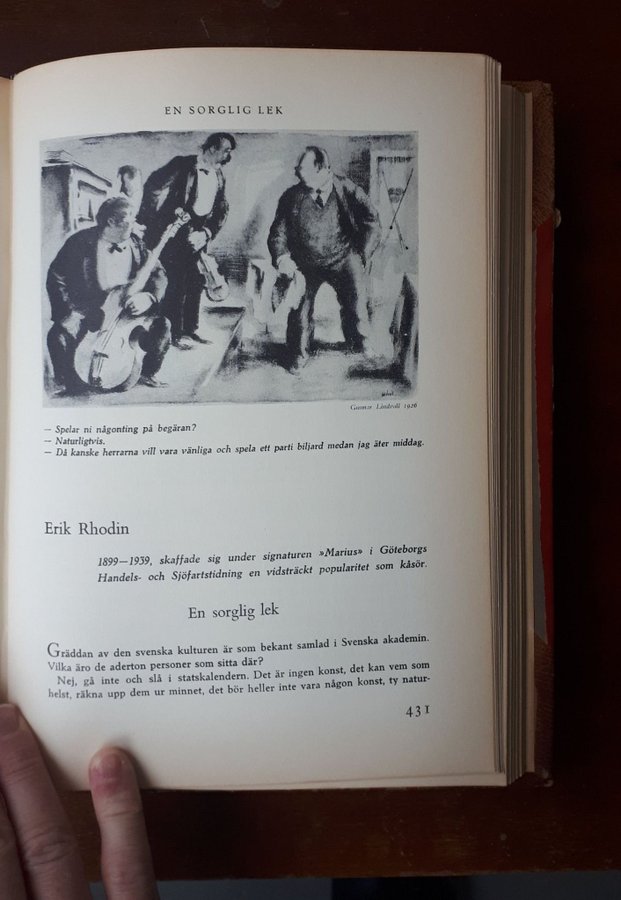 EN SORGLIG LEK
Gunnar Lindvall 1926
— Spelar ni någonting på begäran?
— Naturligtvis.
— Då kanske herrarna vill vara vänliga och spela ett parti biljard medan jag äter middag.
Erik Rhodin
1899—1939, skaffade sig under signaturen »Marius» i Göteborgs
Handels- och Sjöfartstidning en vidsträckt popularitet som kåsör.
En sorglig lek
Gräddan av den svenska kulturen är som bekant samlad i Svenska akademin.
Vilka äro de aderton personer som sitta där?
Nej, gå inte och slå i statskalendern. Det är ingen konst, det kan vem som
helst, räkna upp dem ur minnet, det bör heller inte vara någon konst, ty natur-
431